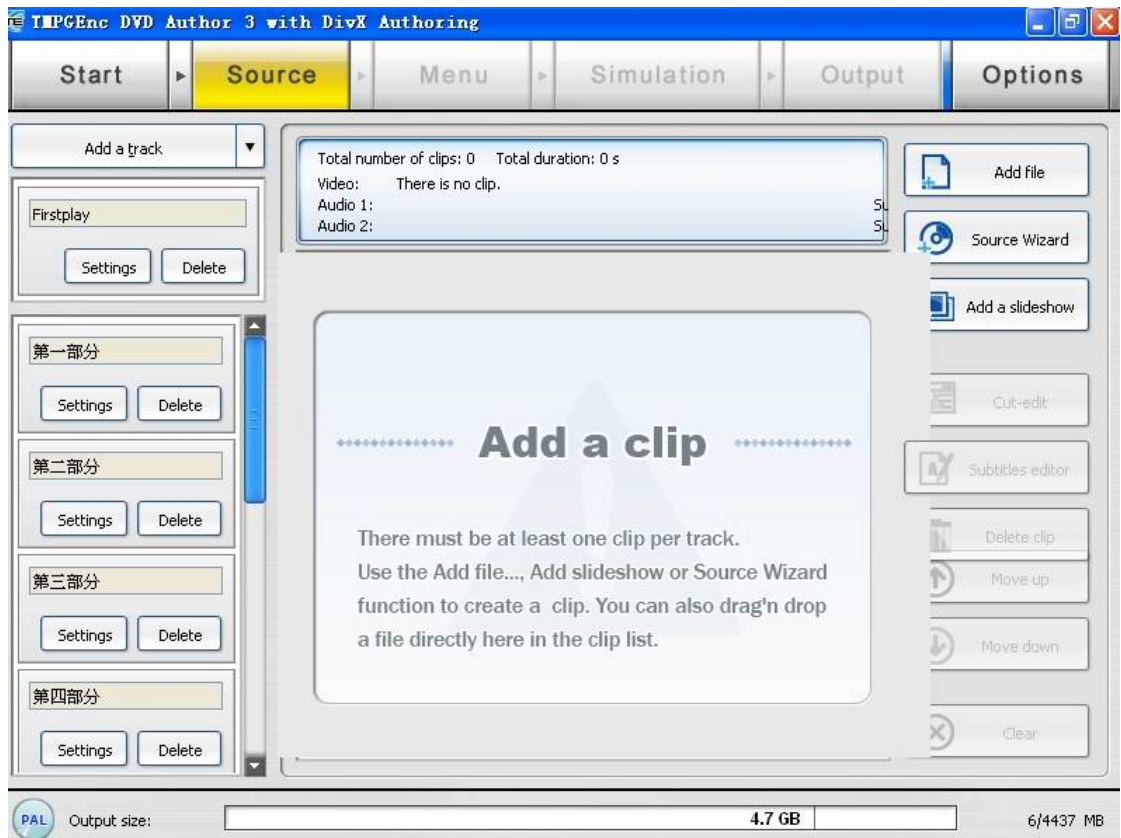 TMPGEnc DVD Author 3 with DivX Authoring
Start
Source
Menu
Simulation
Output
Options
Add a track
Firstplay
Settings
Delete
第一部分
Settings
Delete
第二部分
Settings
Delete
第三部分
Settings
Delete
第四部分
Settings
Delete
Total number of clips: 0 Total duration: 0 s
Video: There is no clip.
Audio 1:
Audio 2:
Add a clip
There must be at least one clip per track.
Use the Add file..., Add slideshow or Source Wizard
function to create a clip. You can also drag'n drop
a file directly here in the clip list.
Add file
Source Wizard
Add a slideshow
Cut-edit
Subtitles editor
Delete clip
Move up
Move down
Clear
PAL
Output size:
4.7 GB
6/4437 MB